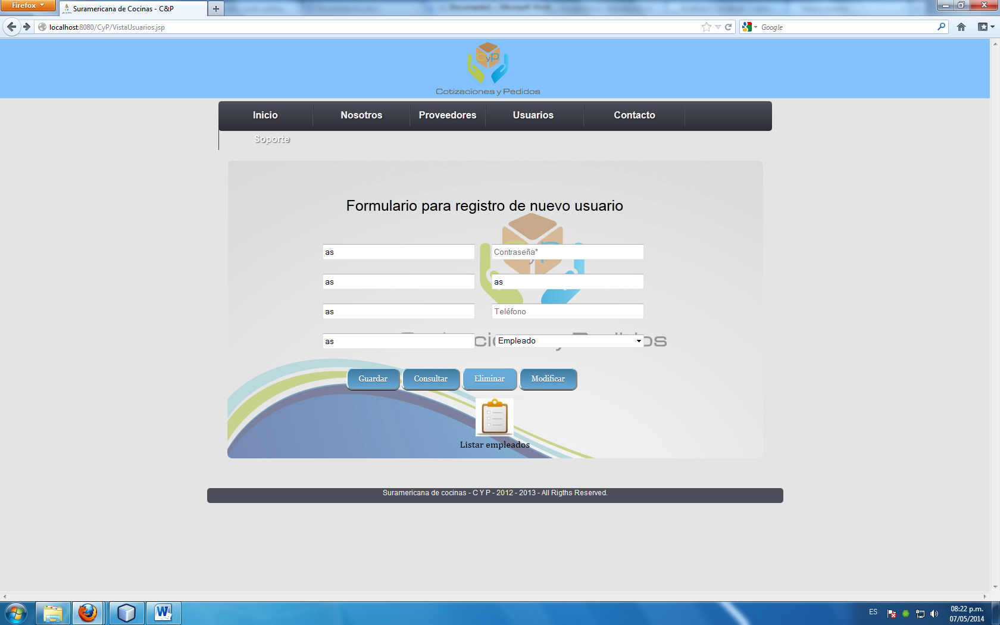 Firefox
Suramericana de Cocinas - C&P
localhost:8080/CyP/VistaUsuarios.jsp
Google
CyP
Cotizaciones y Pedidos
Inicio
Nosotros
Proveedores
Usuarios
Contacto
Soporte
Formulario para registro de nuevo usuario
as
Contraseña*
as
as
as
Teléfono
as
Empleado
Guardar
Consultar
Eliminar
Modificar
Listar empleados
Suramericana de cocinas - C Y P - 2012 - 2013 - All Rigths Reserved.
ES
08:22 p.m.
07/05/2014